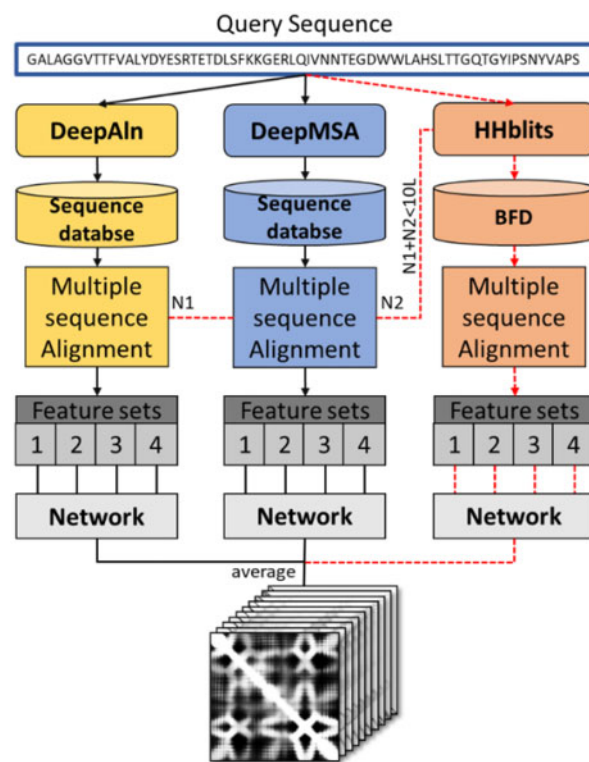 Query Sequence
GALAGGVTTFVALYDYESRTETDLSFKKGERLQIVNNTEGDWWLAHSLTTGQTGYIPSNYVAPS
DeepAln
DeepMSA
HHblits
Sequence
databse
Sequence
databse
BFD
N1+N2<10L
Multiple
sequence
Alignment
N1
Multiple
sequence
Alignment
N2
Multiple
sequence
Alignment
Feature sets
1 2 3 4
Feature sets
1 2 3 4
Feature sets
1 2 3 4
Network
Network
Network
average